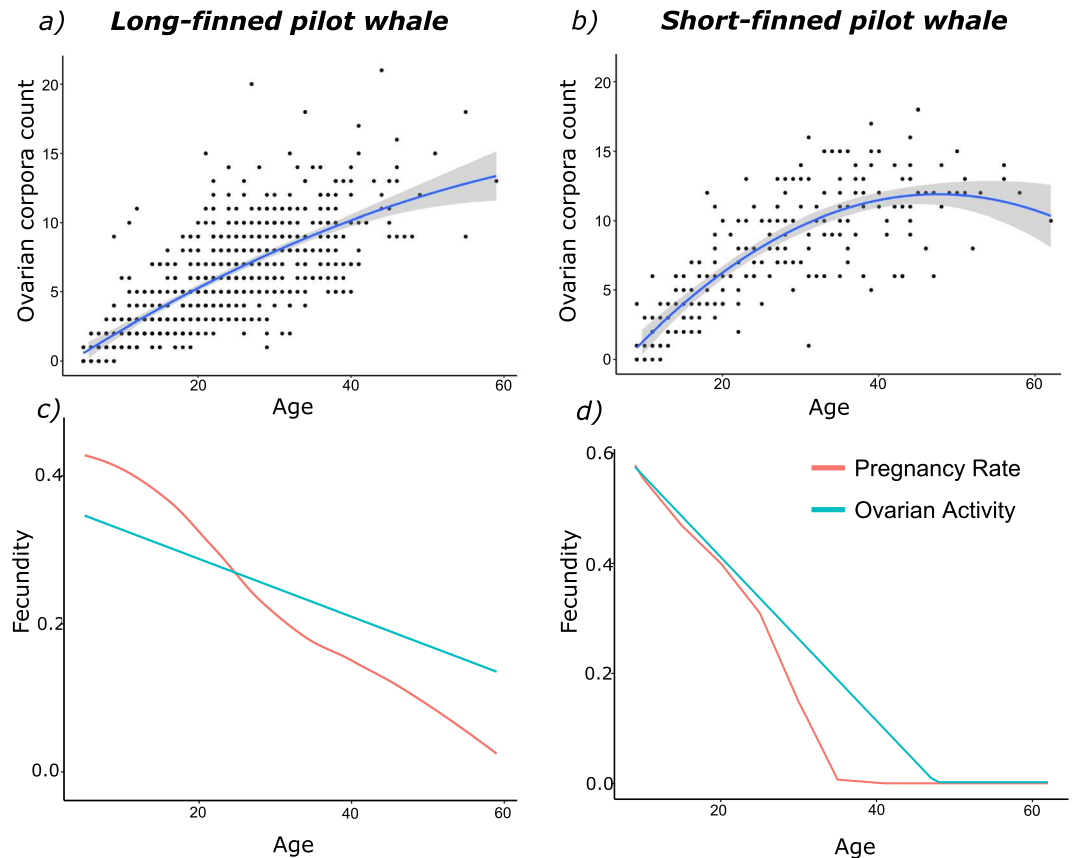 a) Long-finned pilot whale
b) Short-finned pilot whale
Ovarian corpora count
20
15
10
5
0
20 40 60
Age
Ovarian corpora count
20
15
10
5
0
20 40 60
Age
c)
Fecundity
0.4
0.2
0.0
20 40 60
Age
d)
Fecundity
0.6
0.4
0.2
0.0
Pregnancy Rate
Ovarian Activity
20 40 60
Age